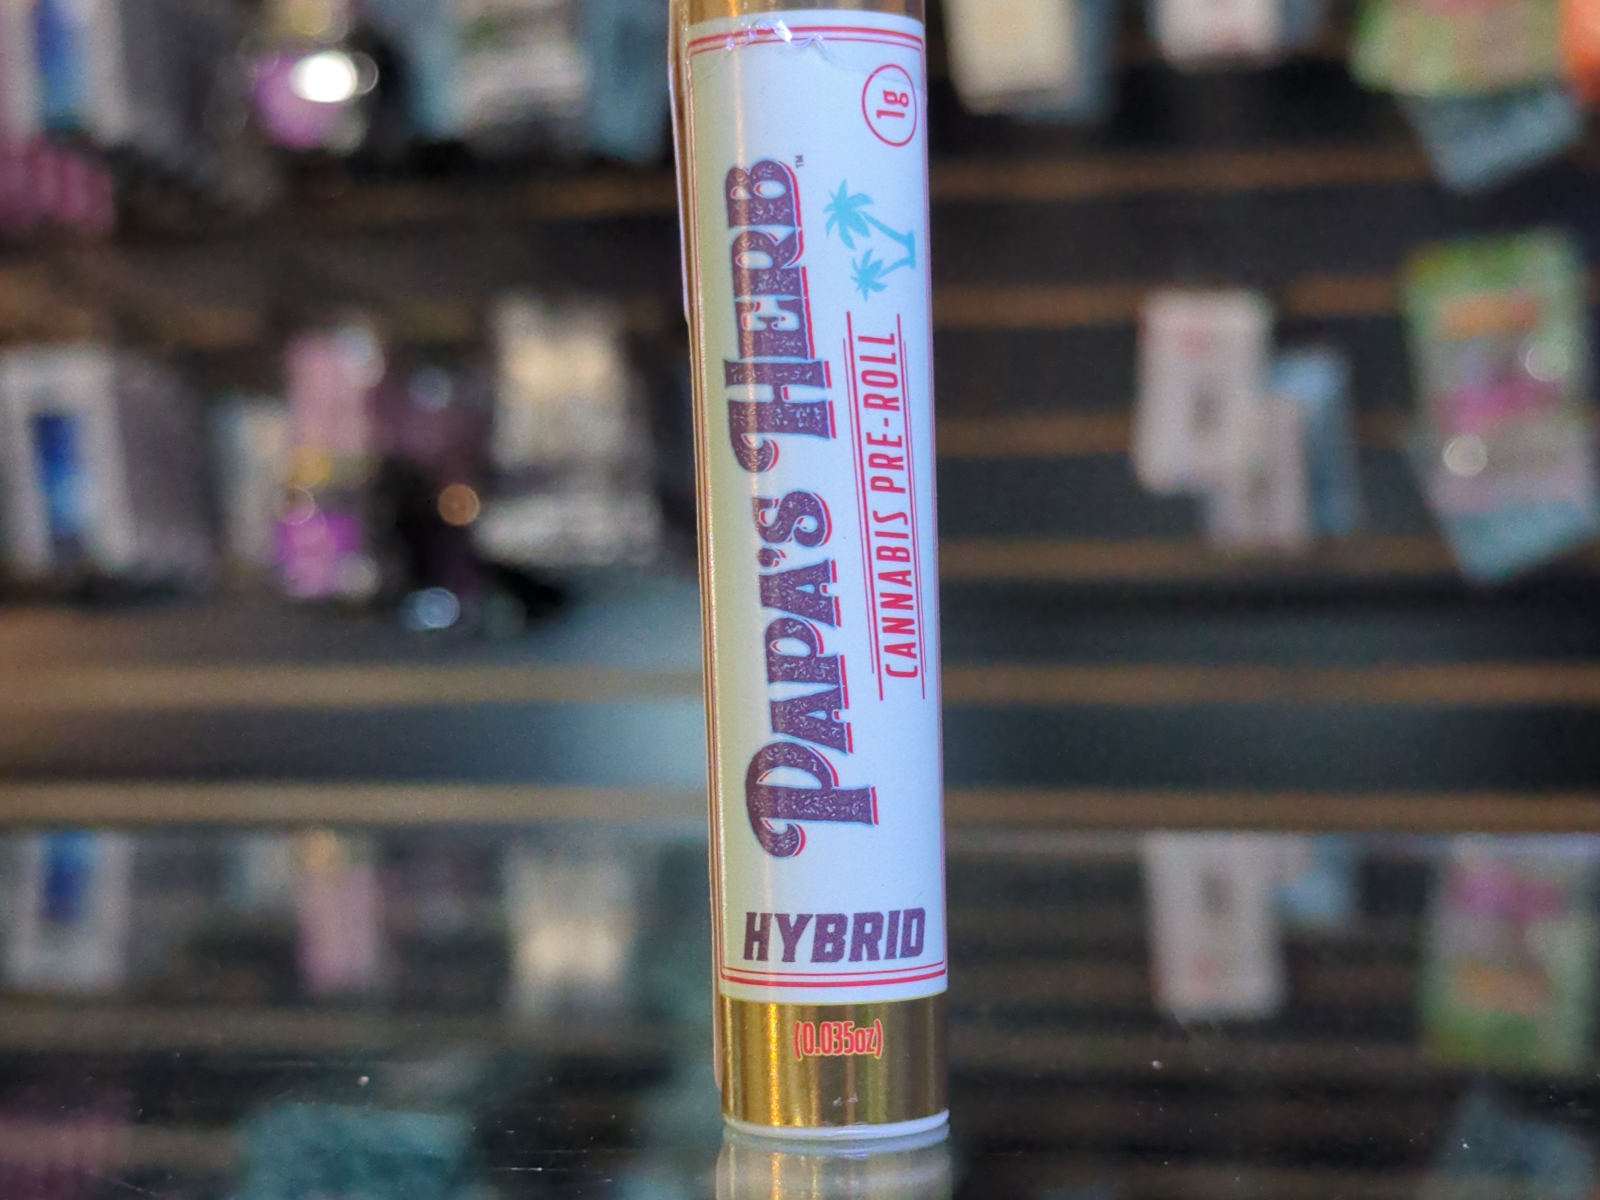 1g
PAPA'S HERB™
CANNABIS PRE-ROLL
HYBRID
(0.035oz)